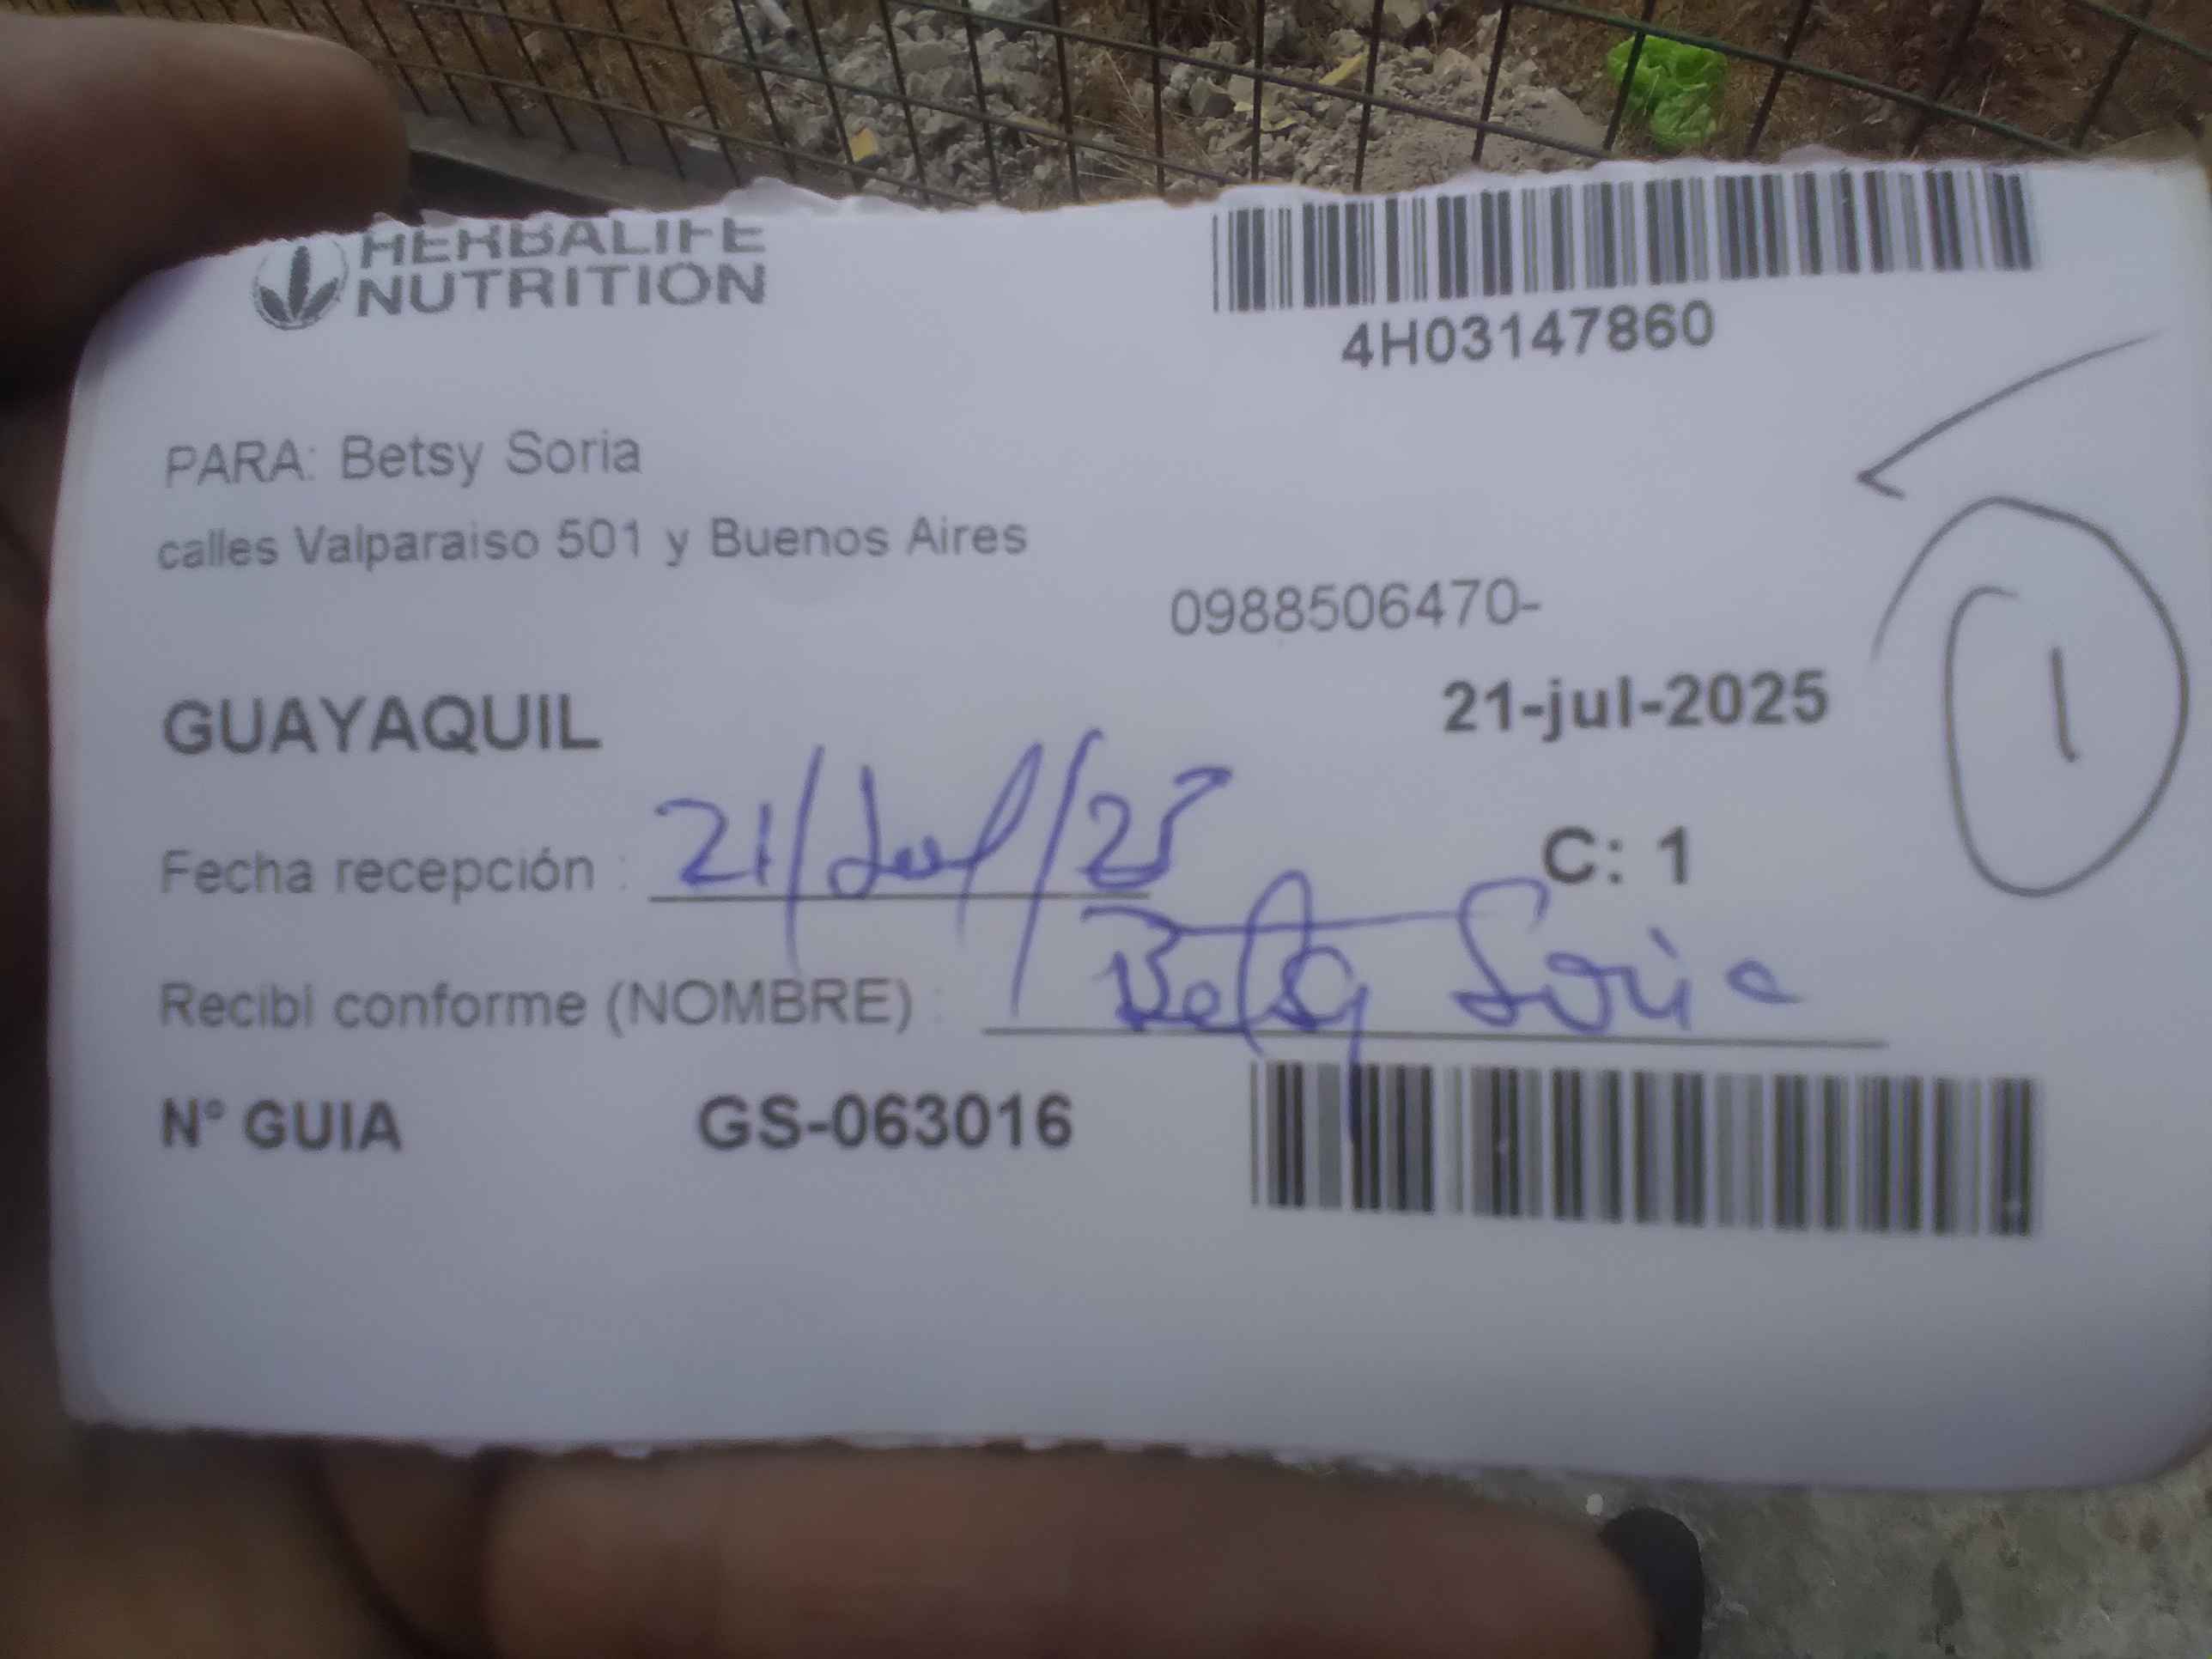 HERBALIFE
NUTRITION
4H03147860
PARA: Betsy Soria
calles Valparaiso 501 y Buenos Aires
0988506470-
GUAYAQUIL
21-jul-2025
1
Fecha recepción : 21/Jul/25
C: 1
Recibi conforme (NOMBRE) : Betsy Soria
N° GUIA GS-063016